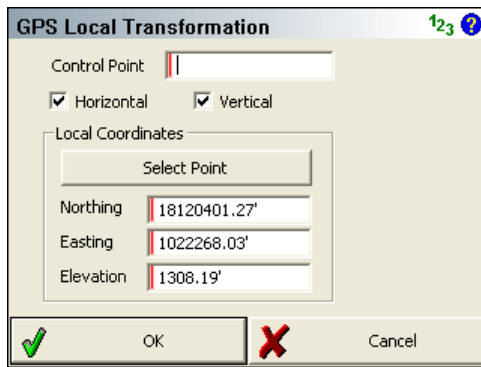 GPS Local Transformation 123 ?
Control Point
Horizontal Vertical
Local Coordinates
Select Point
Northing 18120401.27'
Easting 1022268.03'
Elevation 1308.19'
OK Cancel